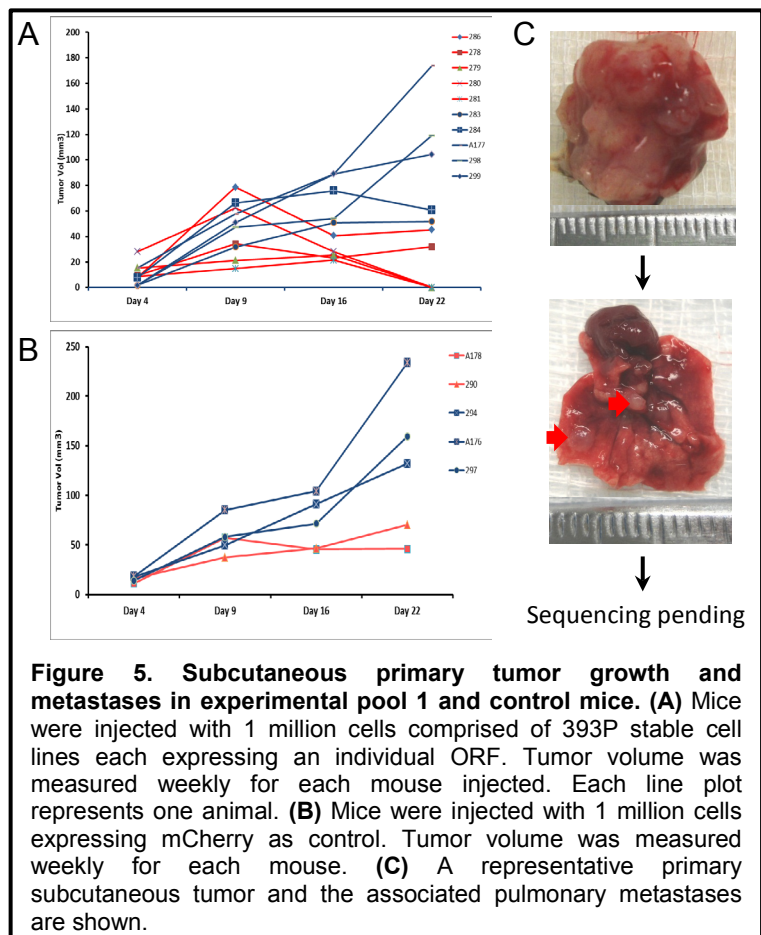 A
200
180
160
140
120
100
80
60
40
20
0
Tumor Vol (mm3)
Day 4 Day 9 Day 16 Day 22
286
278
279
280
281
283
284
A177
298
299
B
250
200
150
100
50
0
Tumor Vol (mm3)
Day 4 Day 9 Day 16 Day 22
A178
290
294
A176
297
C
Sequencing pending
Figure 5. Subcutaneous primary tumor growth and
metastases in experimental pool 1 and control mice. (A) Mice
were injected with 1 million cells comprised of 393P stable cell
lines each expressing an individual ORF. Tumor volume was
measured weekly for each mouse injected. Each line plot
represents one animal. (B) Mice were injected with 1 million cells
expressing mCherry as control. Tumor volume was measured
weekly for each mouse. (C) A representative primary
subcutaneous tumor and the associated pulmonary metastases
are shown.